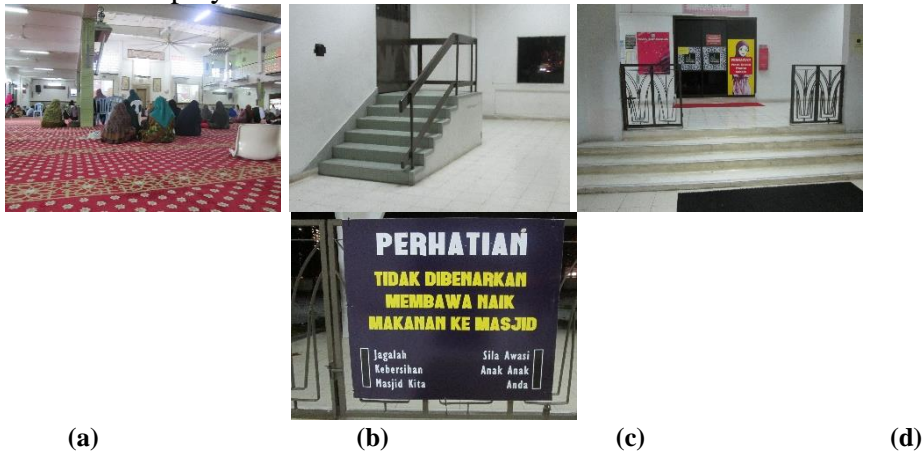 PERHATIAN
TIDAK DIBENARKAN
MEMBAWA NAIK
MAKANAN KE MASJID
Jagalah
Kebersihan
Masjid Kita
Sila Awasi
Anak Anak
Anda
(a) (b) (c) (d)